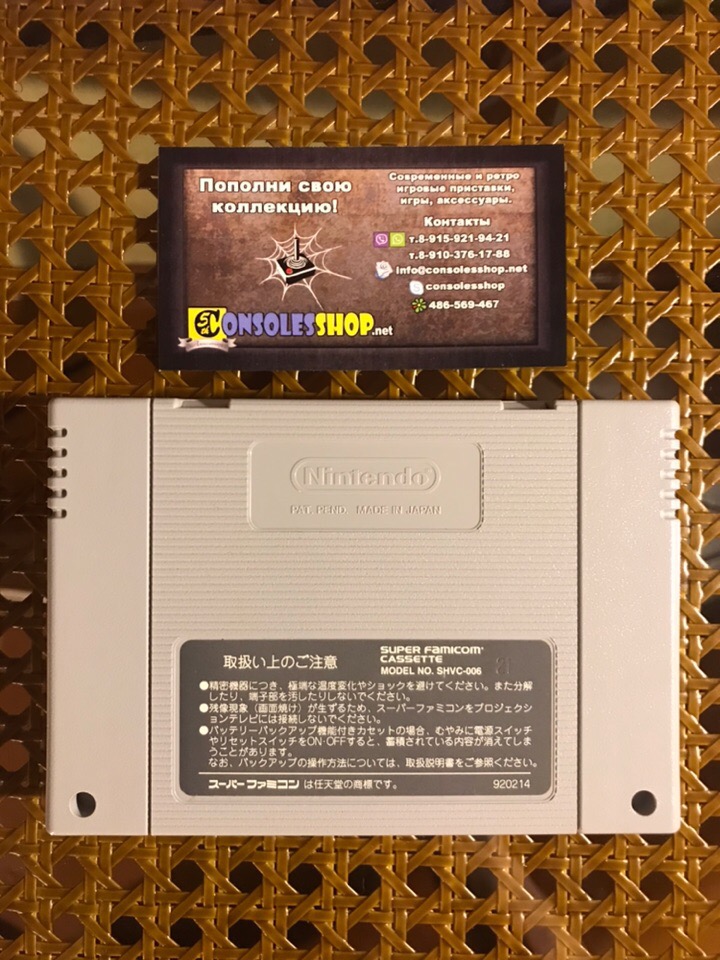 Пополни свою
коллекцию!
Современные и ретро
игровые приставки,
игры, аксессуары.
Контакты
т.8-915-921-94-21
т.8-910-376-17-88
info@consolesshop.net
consolesshop
486-569-467
CONSOLESSHOP.net
Nintendo
PAT. PEND. MADE IN JAPAN
取扱い上のご注意
SUPER FAMICOM
CASSETTE
MODEL NO. SHVC-006
●精密機器につき、極端な温度変化やショックを避けてください。また分解
したり、端子部を汚したりしないでください。
●残像現象（画面焼け）が生ずるため、スーパーファミコンをプロジェクシ
ョンテレビには接続しないでください。
●バッテリーバックアップ機能付きカセットの場合、むやみに電源スイッチ
やリセットスイッチをON・OFFすると、蓄積されている内容が消えてしま
うことがあります。
なお、バックアップの操作方法については、取扱説明書をご参照ください。
スーパーファミコン は任天堂の商標です。
920214